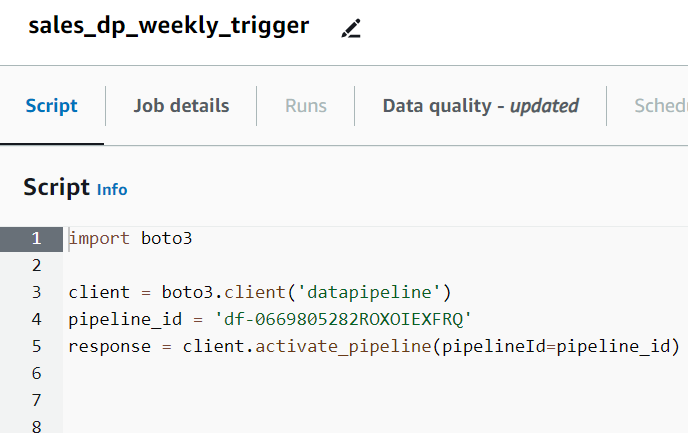 sales_dp_weekly_trigger
Script Job details Runs Data quality - updated Sched
Script Info
1 import boto3
2
3 client = boto3.client('datapipeline')
4 pipeline_id = 'df-0669805282ROXOIEXFRQ'
5 response = client.activate_pipeline(pipelineId=pipeline_id)
6
7
8